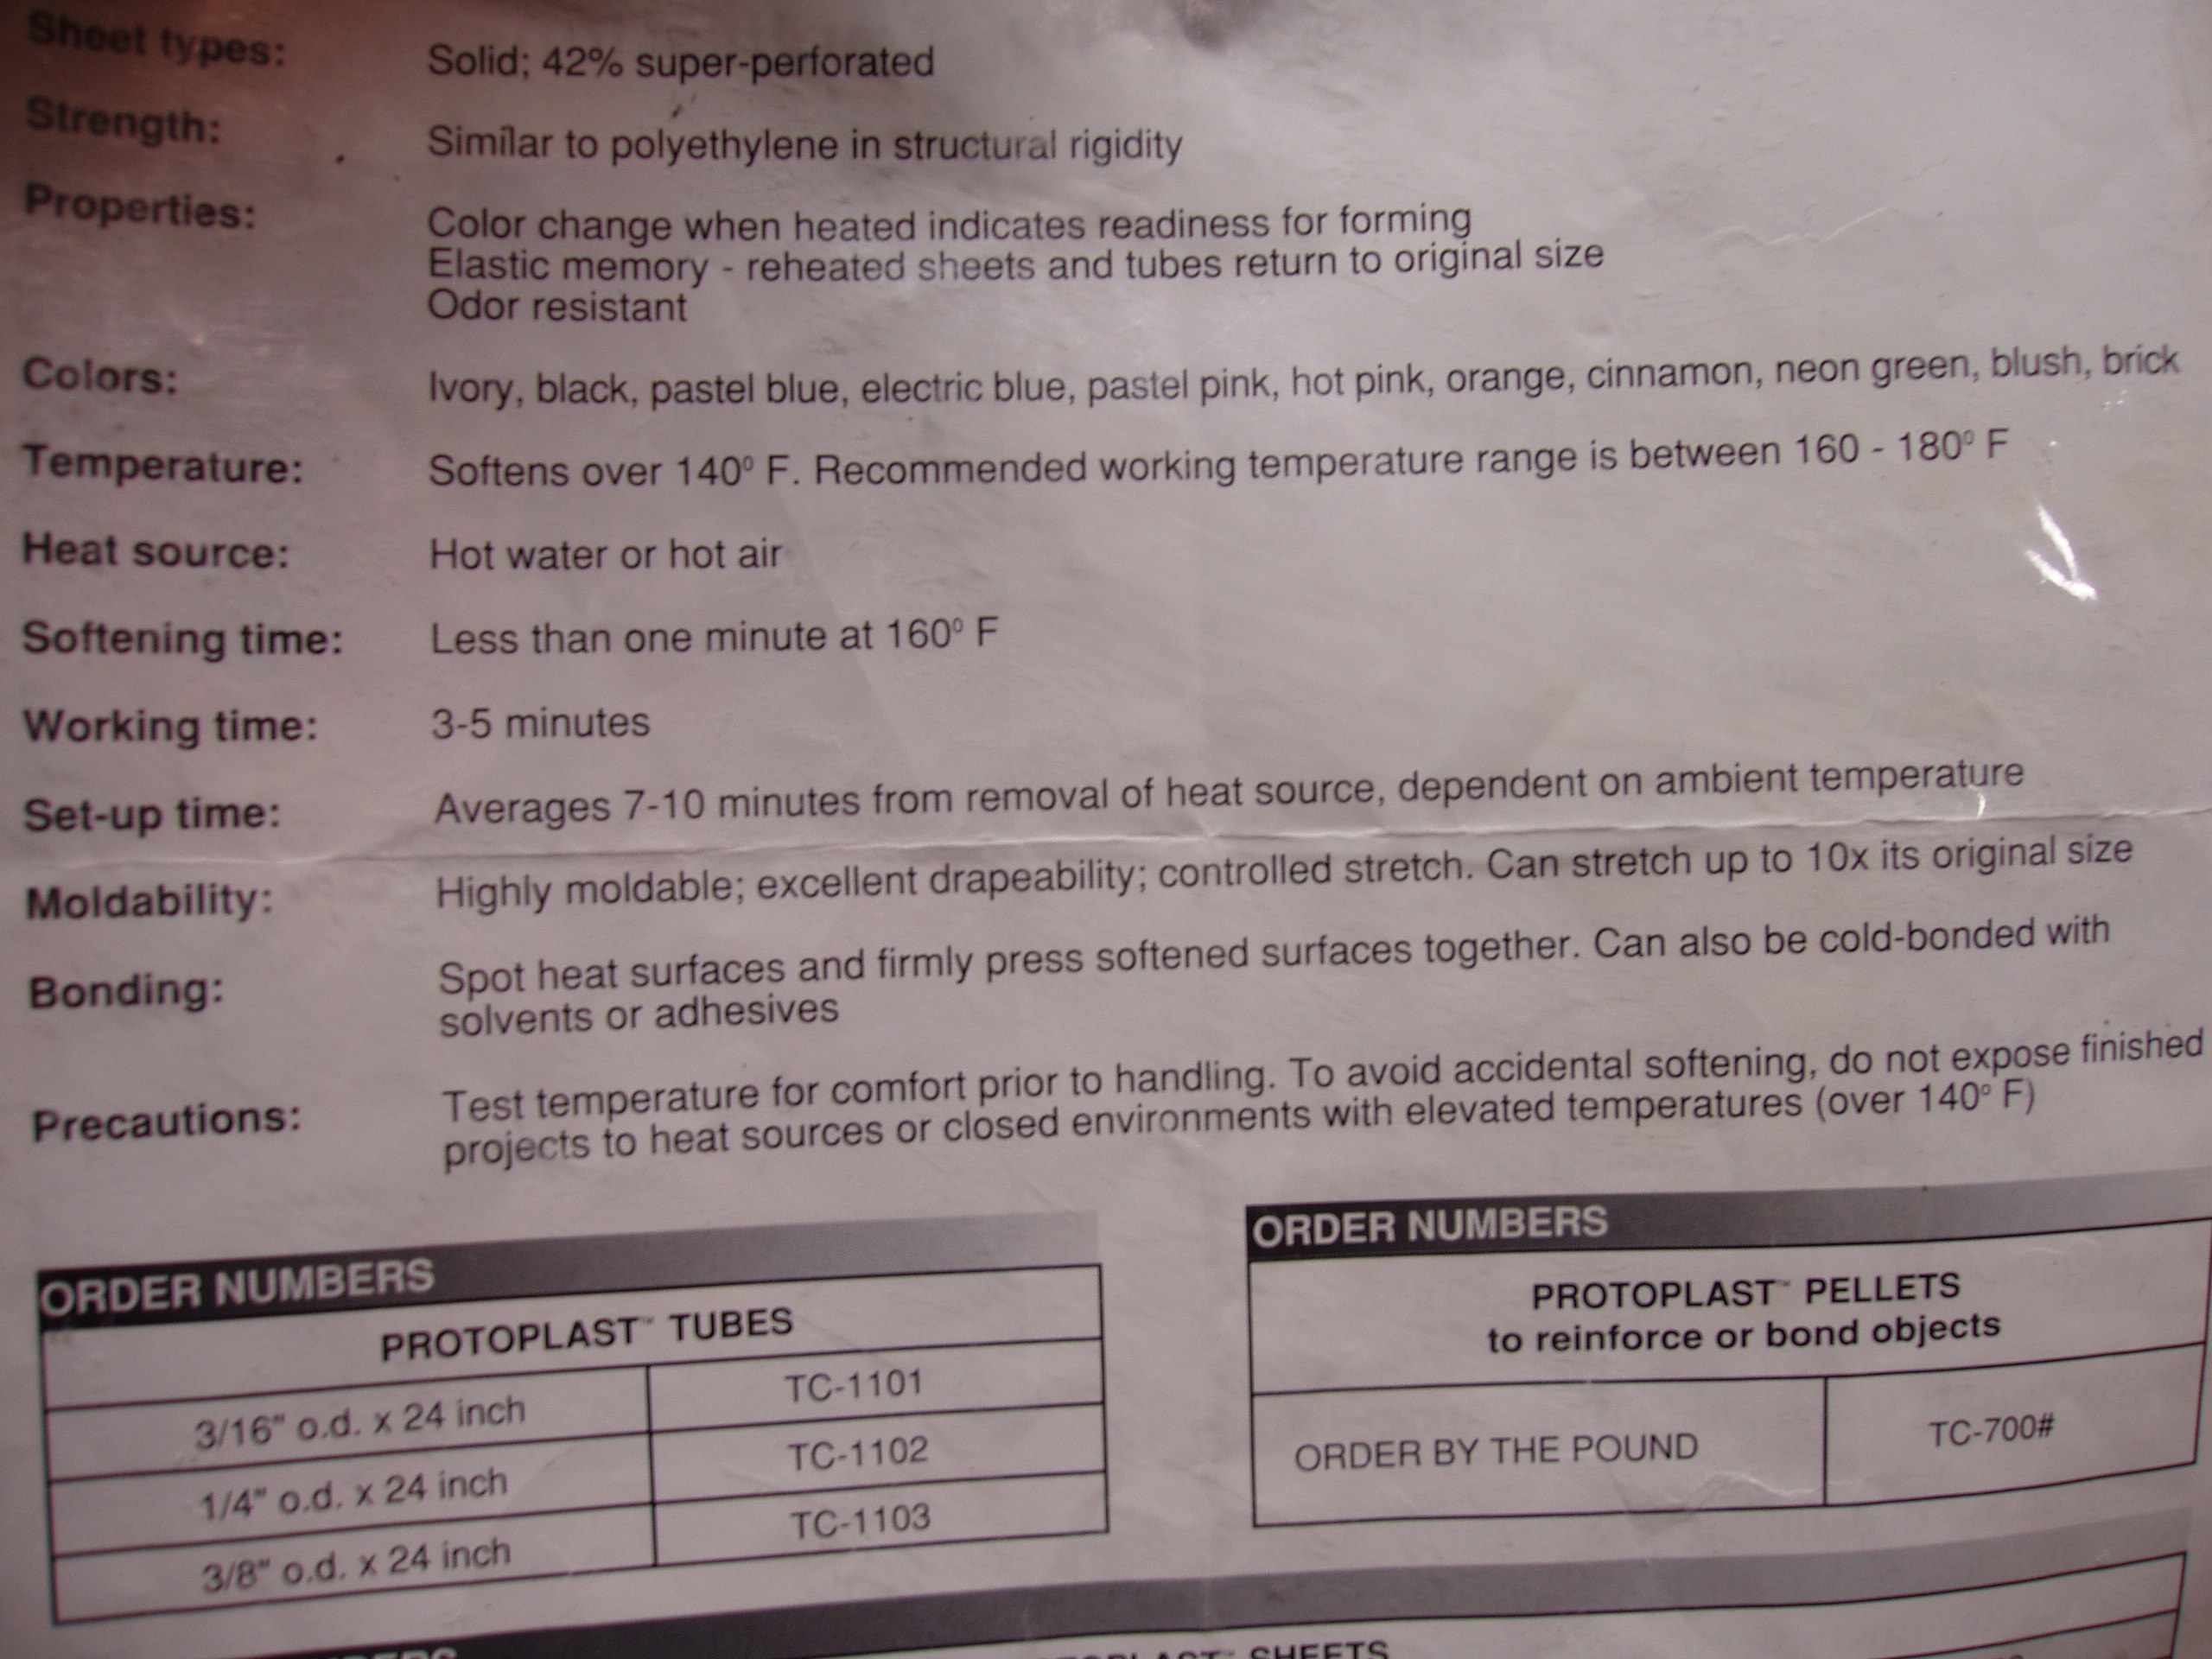 Sheet types: Solid; 42% super-perforated
Strength: Similar to polyethylene in structural rigidity
Properties: Color change when heated indicates readiness for forming
Elastic memory - reheated sheets and tubes return to original size
Odor resistant
Colors: Ivory, black, pastel blue, electric blue, pastel pink, hot pink, orange, cinnamon, neon green, blush, brick
Temperature: Softens over 140º F. Recommended working temperature range is between 160 - 180º F
Heat source: Hot water or hot air
Softening time: Less than one minute at 160º F
Working time: 3-5 minutes
Set-up time: Averages 7-10 minutes from removal of heat source, dependent on ambient temperature
Moldability: Highly moldable; excellent drapeability; controlled stretch. Can stretch up to 10x its original size
Bonding: Spot heat surfaces and firmly press softened surfaces together. Can also be cold-bonded with
solvents or adhesives
Precautions: Test temperature for comfort prior to handling. To avoid accidental softening, do not expose finished
projects to heat sources or closed environments with elevated temperatures (over 140º F)
ORDER NUMBERS
PROTOPLAST™ TUBES
3/16" o.d. x 24 inch TC-1101
1/4" o.d. x 24 inch TC-1102
3/8" o.d. x 24 inch TC-1103
ORDER NUMBERS
PROTOPLAST™ PELLETS
to reinforce or bond objects
ORDER BY THE POUND TC-700#
SHEETS